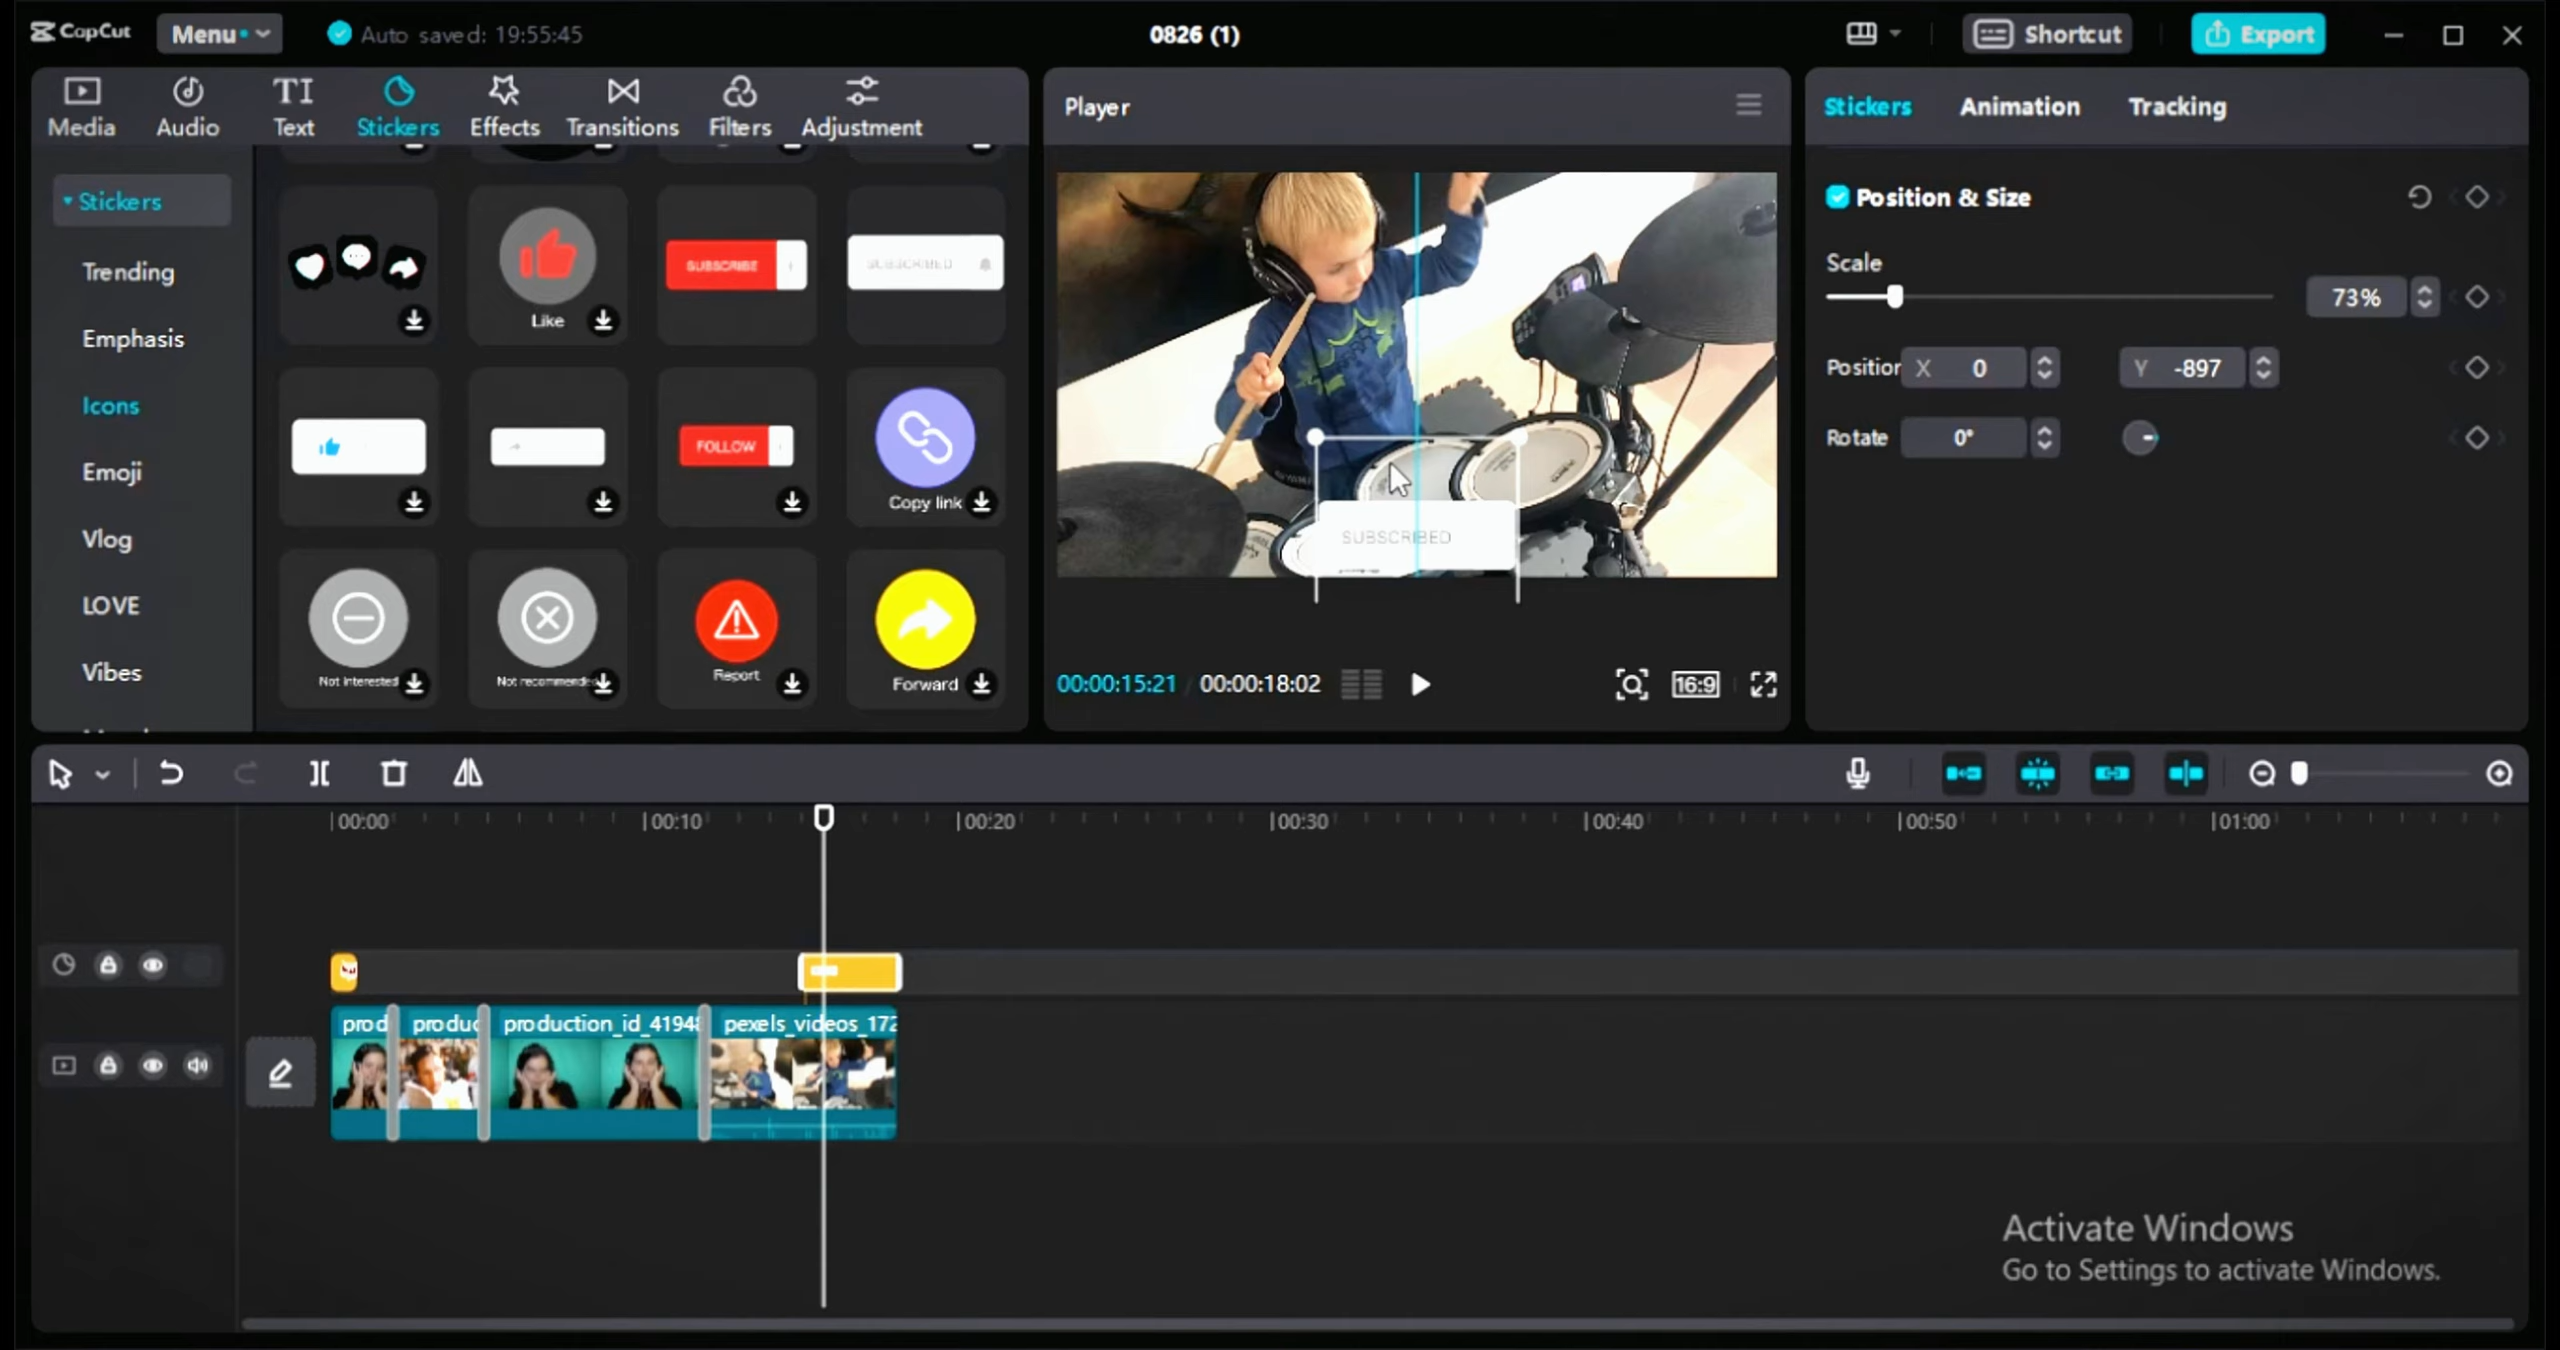 CapCut Menu Auto saved: 19:55:45 0826 (1) Shortcut Export
Media Audio TI Text Stickers Effects Transitions Filters Adjustment
Stickers
Trending
Emphasis
Icons
Emoji
Vlog
LOVE
Vibes
Like
SUBSCRIBE
SUBSCRIBED
FOLLOW
Copy link
Not interested
Not recommended
Report
Forward
Player
SUBSCRIBED
00:00:15:21 / 00:00:18:02
16:9
Stickers Animation Tracking
Position & Size
Scale
73%
Position X 0 Y -897
Rotate 0°
00:00 00:10 00:20 00:30 00:40 00:50 01:00
prod produc production_id_4194 pexels_videos_172
Activate Windows
Go to Settings to activate Windows.